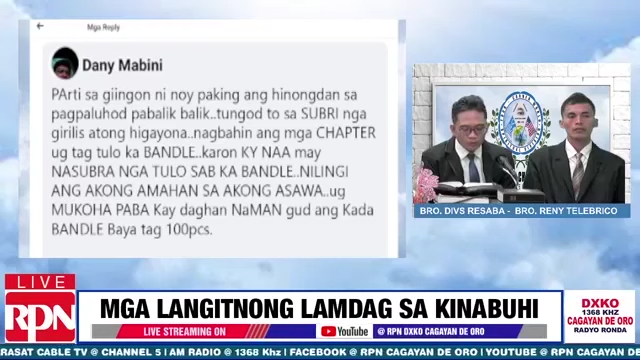 Mga Reply
Dany Mabini
PArti sa giingon ni noy paking ang hinongdan sa
pagpaluhod pabalik balik..tungod to sa SUBRI nga
girilis atong higayona..nagbahin ang mga CHAPTER
ug tag tulo ka BANDLE..karon KY NAA may
NASUBRA NGA TULO SAB KA BANDLE..NILINGI
ANG AKONG AMAHAN SA AKONG ASAWA..ug
MUKOHA PABA Kay daghan NaMAN gud ang Kada
BANDLE Baya tag 100pcs.
BRO. DIVS RESABA - BRO. RENY TELEBRICO
LIVE
RPN
MGA LANGITNONG LAMDAG SA KINABUHI
LIVE STREAMING ON
YouTube
@ RPN DXKO CAGAYAN DE ORO
DXKO
1368 KHz
CAGAYAN DE ORO
RADYO RONDA
RASAT CABLE TV @ CHANNEL 5 | AM RADIO @ 1368 Khz | FACEBOOK @ RPN CAGAYAN DE ORO | YOUTUBE @ RPN DXKO CAGAYAN DE O